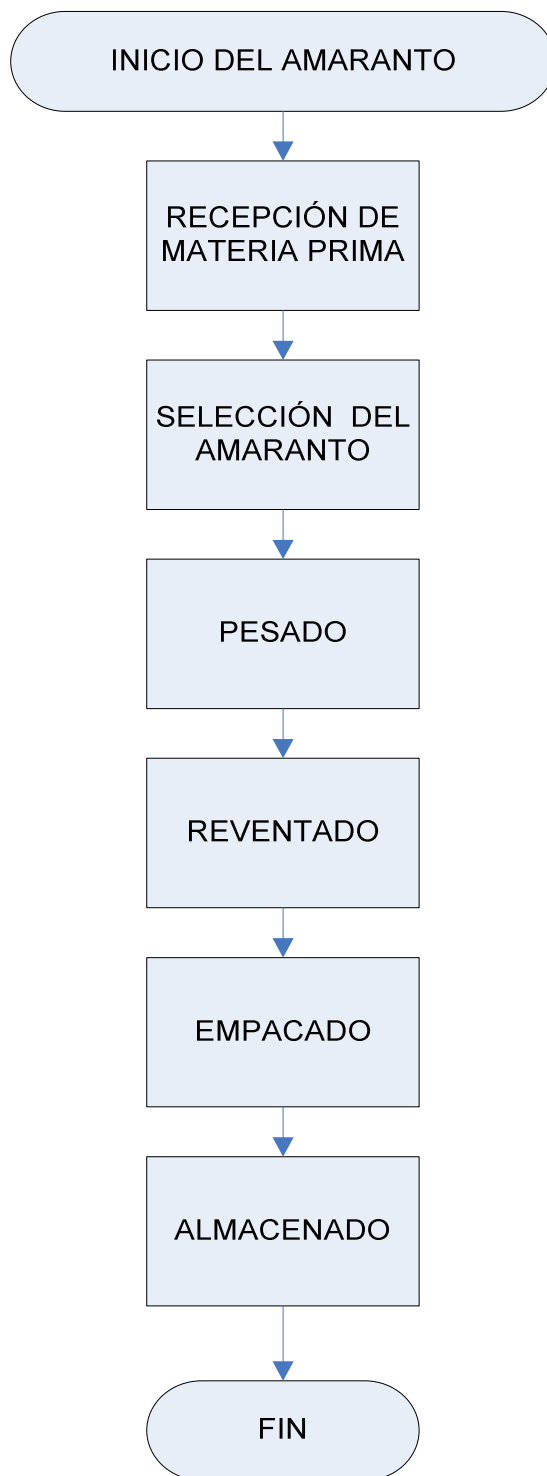 INICIO DEL AMARANTO
RECEPCIÓN DE
MATERIA PRIMA
SELECCIÓN  DEL
AMARANTO
PESADO
REVENTADO
EMPACADO
ALMACENADO
FIN